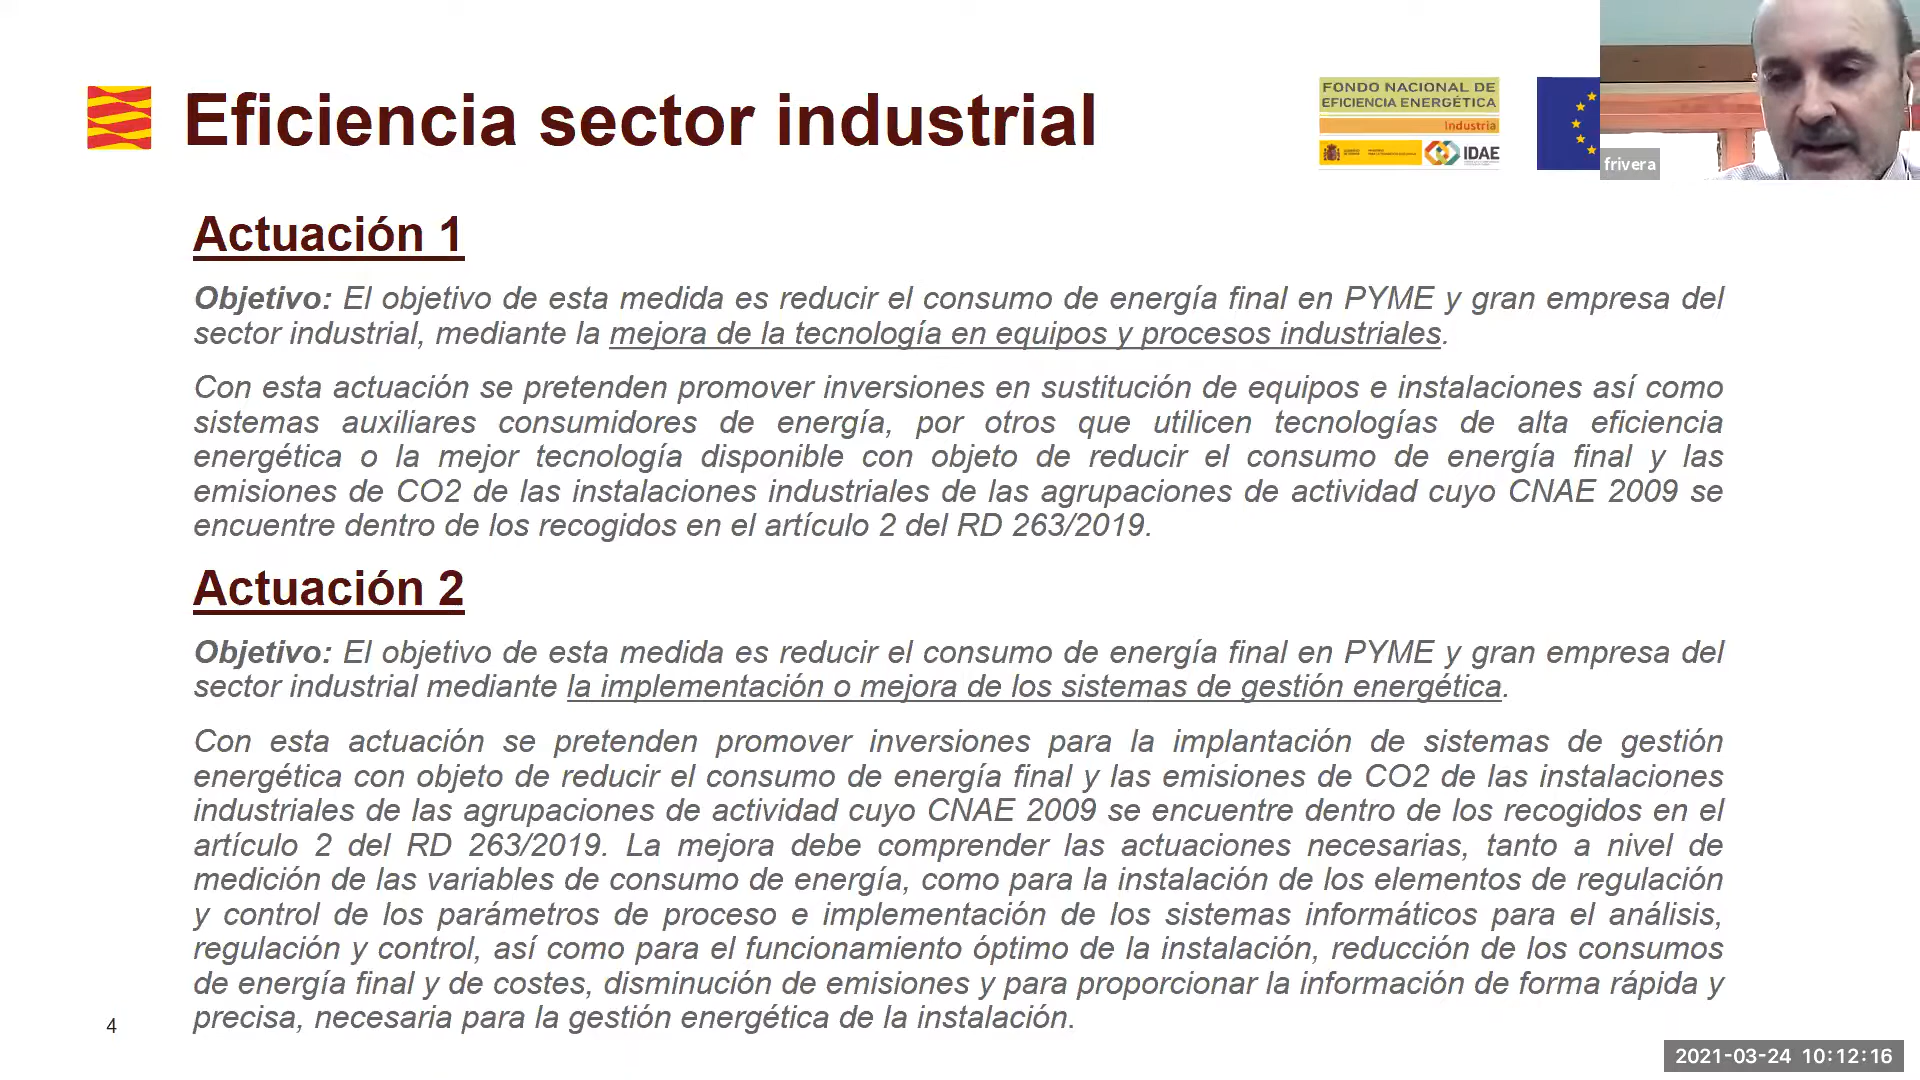 Eficiencia sector industrial
FONDO NACIONAL DE
EFICIENCIA ENERGÉTICA
Industria
IDAE
frivera
Actuación 1
Objetivo: El objetivo de esta medida es reducir el consumo de energía final en PYME y gran empresa del
sector industrial, mediante la mejora de la tecnología en equipos y procesos industriales.
Con esta actuación se pretenden promover inversiones en sustitución de equipos e instalaciones así como
sistemas auxiliares consumidores de energía, por otros que utilicen tecnologías de alta eficiencia
energética o la mejor tecnología disponible con objeto de reducir el consumo de energía final y las
emisiones de CO2 de las instalaciones industriales de las agrupaciones de actividad cuyo CNAE 2009 se
encuentre dentro de los recogidos en el artículo 2 del RD 263/2019.
Actuación 2
Objetivo: El objetivo de esta medida es reducir el consumo de energía final en PYME y gran empresa del
sector industrial mediante la implementación o mejora de los sistemas de gestión energética.
Con esta actuación se pretenden promover inversiones para la implantación de sistemas de gestión
energética con objeto de reducir el consumo de energía final y las emisiones de CO2 de las instalaciones
industriales de las agrupaciones de actividad cuyo CNAE 2009 se encuentre dentro de los recogidos en el
artículo 2 del RD 263/2019. La mejora debe comprender las actuaciones necesarias, tanto a nivel de
medición de las variables de consumo de energía, como para la instalación de los elementos de regulación
y control de los parámetros de proceso e implementación de los sistemas informáticos para el análisis,
regulación y control, así como para el funcionamiento óptimo de la instalación, reducción de los consumos
de energía final y de costes, disminución de emisiones y para proporcionar la información de forma rápida y
precisa, necesaria para la gestión energética de la instalación.
4
2021-03-24 10:12:16